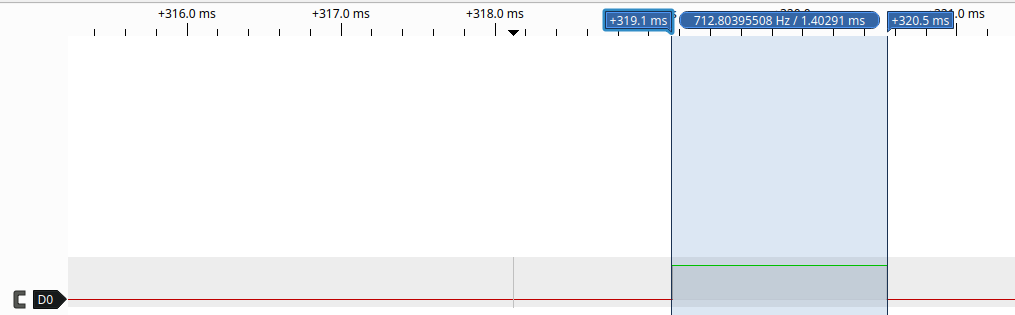 +316.0 ms +317.0 ms +318.0 ms
+319.1 ms 712.80395508 Hz / 1.40291 ms +320.5 ms
D0